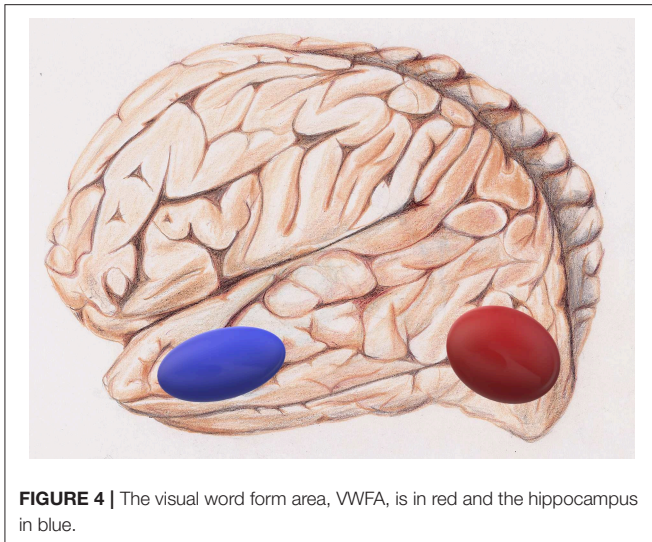 FIGURE 4 | The visual word form area, VWFA, is in red and the hippocampus
in blue.